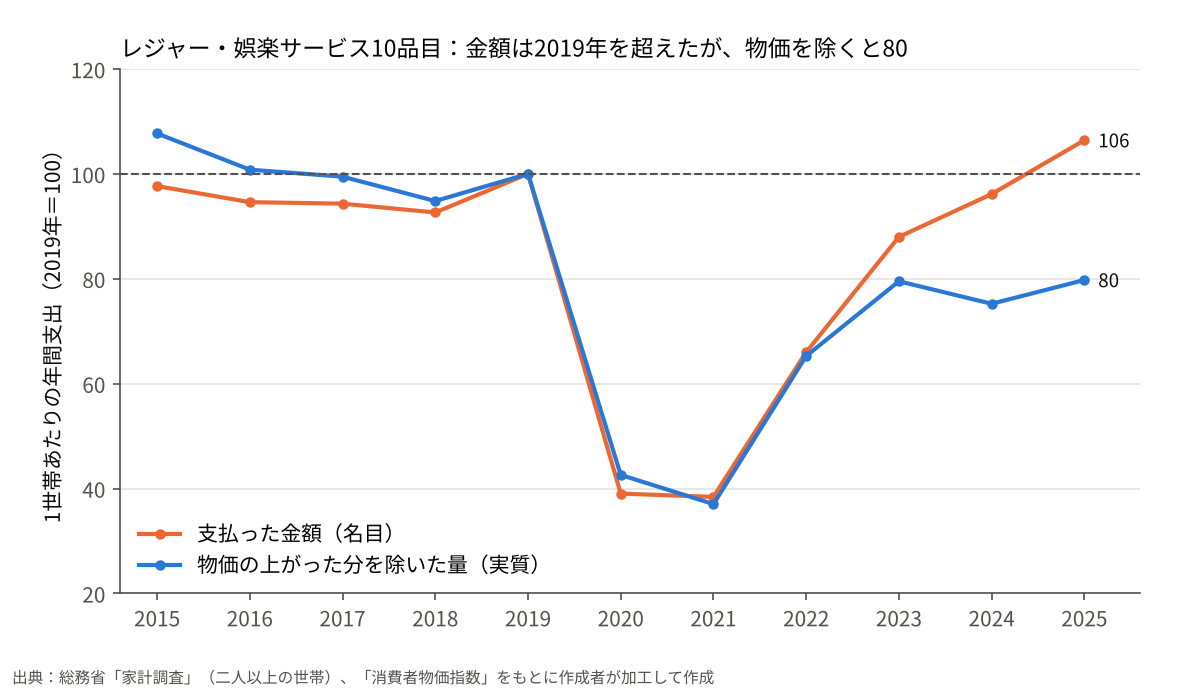 レジャー・娯楽サービス10品目：金額は2019年を超えたが、物価を除くと80
1世帯あたりの年間支出（2019年＝100）
120
100
80
60
40
20
106
80
支払った金額（名目）
物価の上がった分を除いた量（実質）
2015 2016 2017 2018 2019 2020 2021 2022 2023 2024 2025
出典：総務省「家計調査」（二人以上の世帯）、「消費者物価指数」をもとに作成者が加工して作成